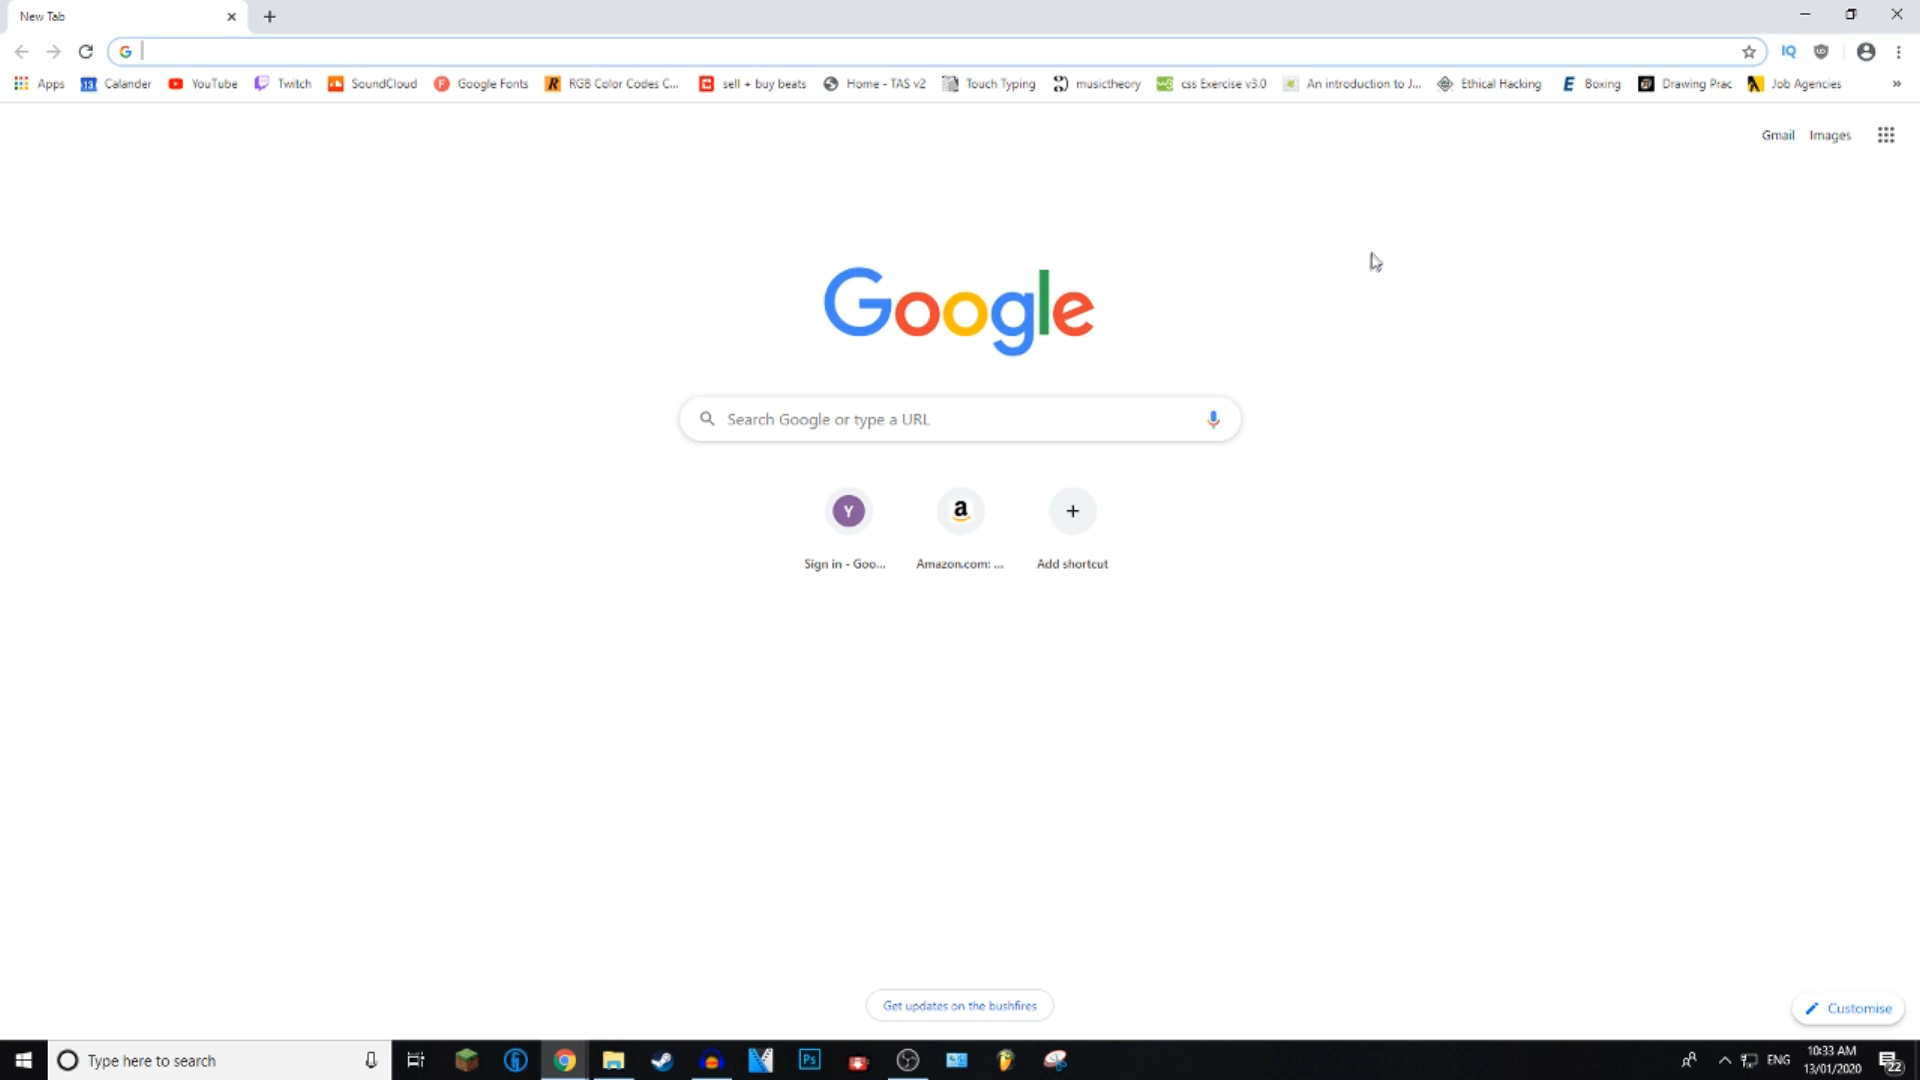 New Tab
Apps 13 Calander YouTube Twitch SoundCloud F Google Fonts R RGB Color Codes C... sell + buy beats Home - TAS v2 Touch Typing musictheory css Exercise v3.0 An introduction to J... Ethical Hacking E Boxing Drawing Prac Job Agencies »
Gmail Images
Google
Search Google or type a URL
Y a +
Sign in - Goo... Amazon.com: ... Add shortcut
Get updates on the bushfires
Customise
Type here to search Ps ENG 10:33 AM
13/01/2020 22